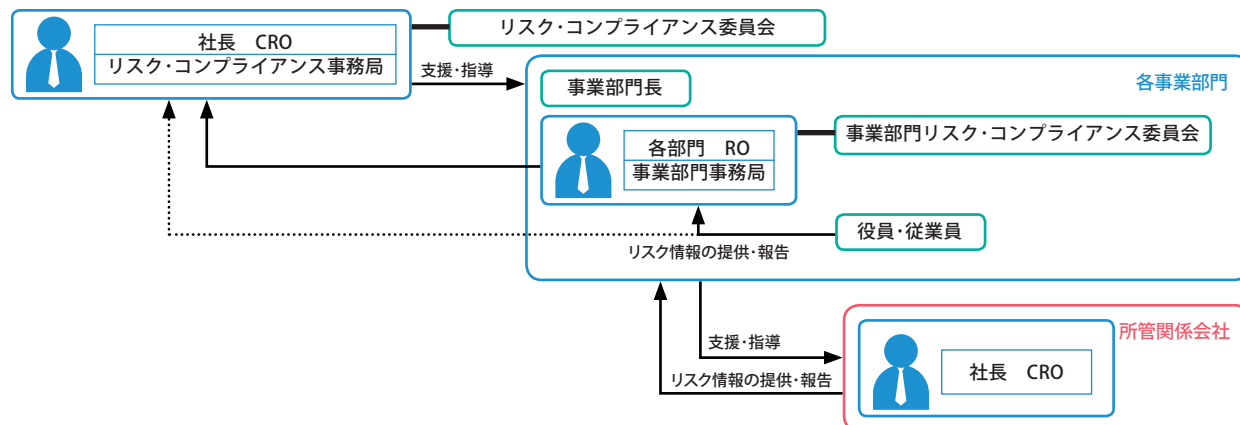 社長　CRO
リスク・コンプライアンス事務局
リスク・コンプライアンス委員会
支援・指導
各事業部門
事業部門長
各部門　RO
事業部門事務局
事業部門リスク・コンプライアンス委員会
役員・従業員
リスク情報の提供・報告
支援・指導
リスク情報の提供・報告
所管関係会社
社長　CRO